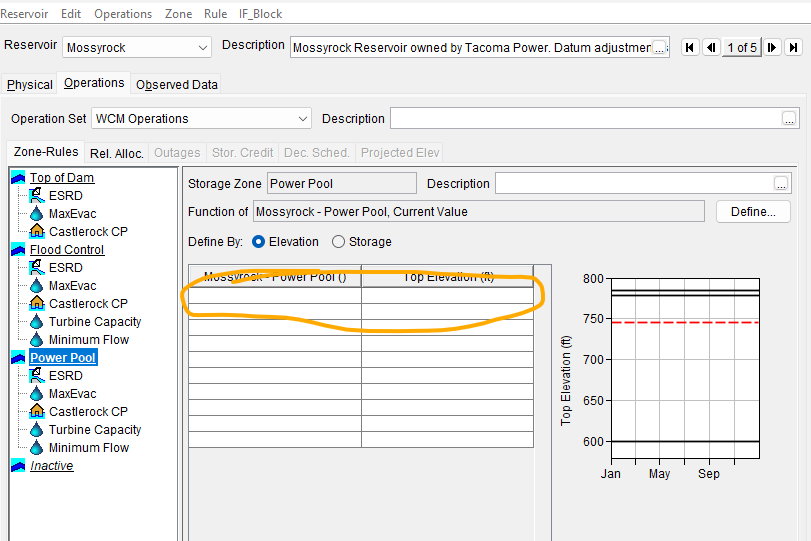 Reservoir Edit Operations Zone Rule IF_Block
Reservoir Mossyrock Description Mossyrock Reservoir owned by Tacoma Power. Datum adjustmen ... 1 of 5
Physical Operations Observed Data
Operation Set WCM Operations Description ...
Zone-Rules Rel. Alloc. Outages Stor. Credit Dec. Sched. Projected Elev
Top of Dam
ESRD
MaxEvac
Castlerock CP
Flood Control
ESRD
MaxEvac
Castlerock CP
Turbine Capacity
Minimum Flow
Power Pool
ESRD
MaxEvac
Castlerock CP
Turbine Capacity
Minimum Flow
Inactive
Storage Zone Power Pool Description ...
Function of Mossyrock - Power Pool, Current Value Define...
Define By: Elevation Storage
Mossyrock - Power Pool () Top Elevation (ft)
Top Elevation (ft)
800
750
700
650
600
Jan May Sep